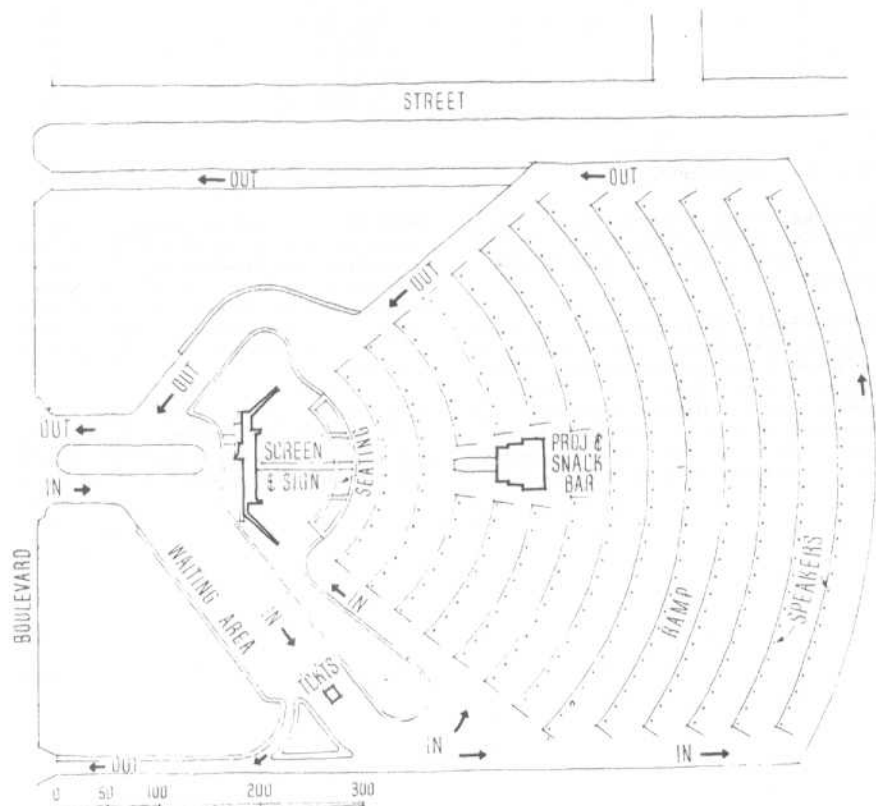 STREET
OUT
OUT
OUT
OUT
OUT
SCREEN
& SIGN
SEATING
PROJ &
SNACK
BAR
IN
BOULEVARD
WAITING AREA
IN
IN
TCKTS
RAMP
SPEAKERS
IN
IN
OUT
0 50 100 200 300